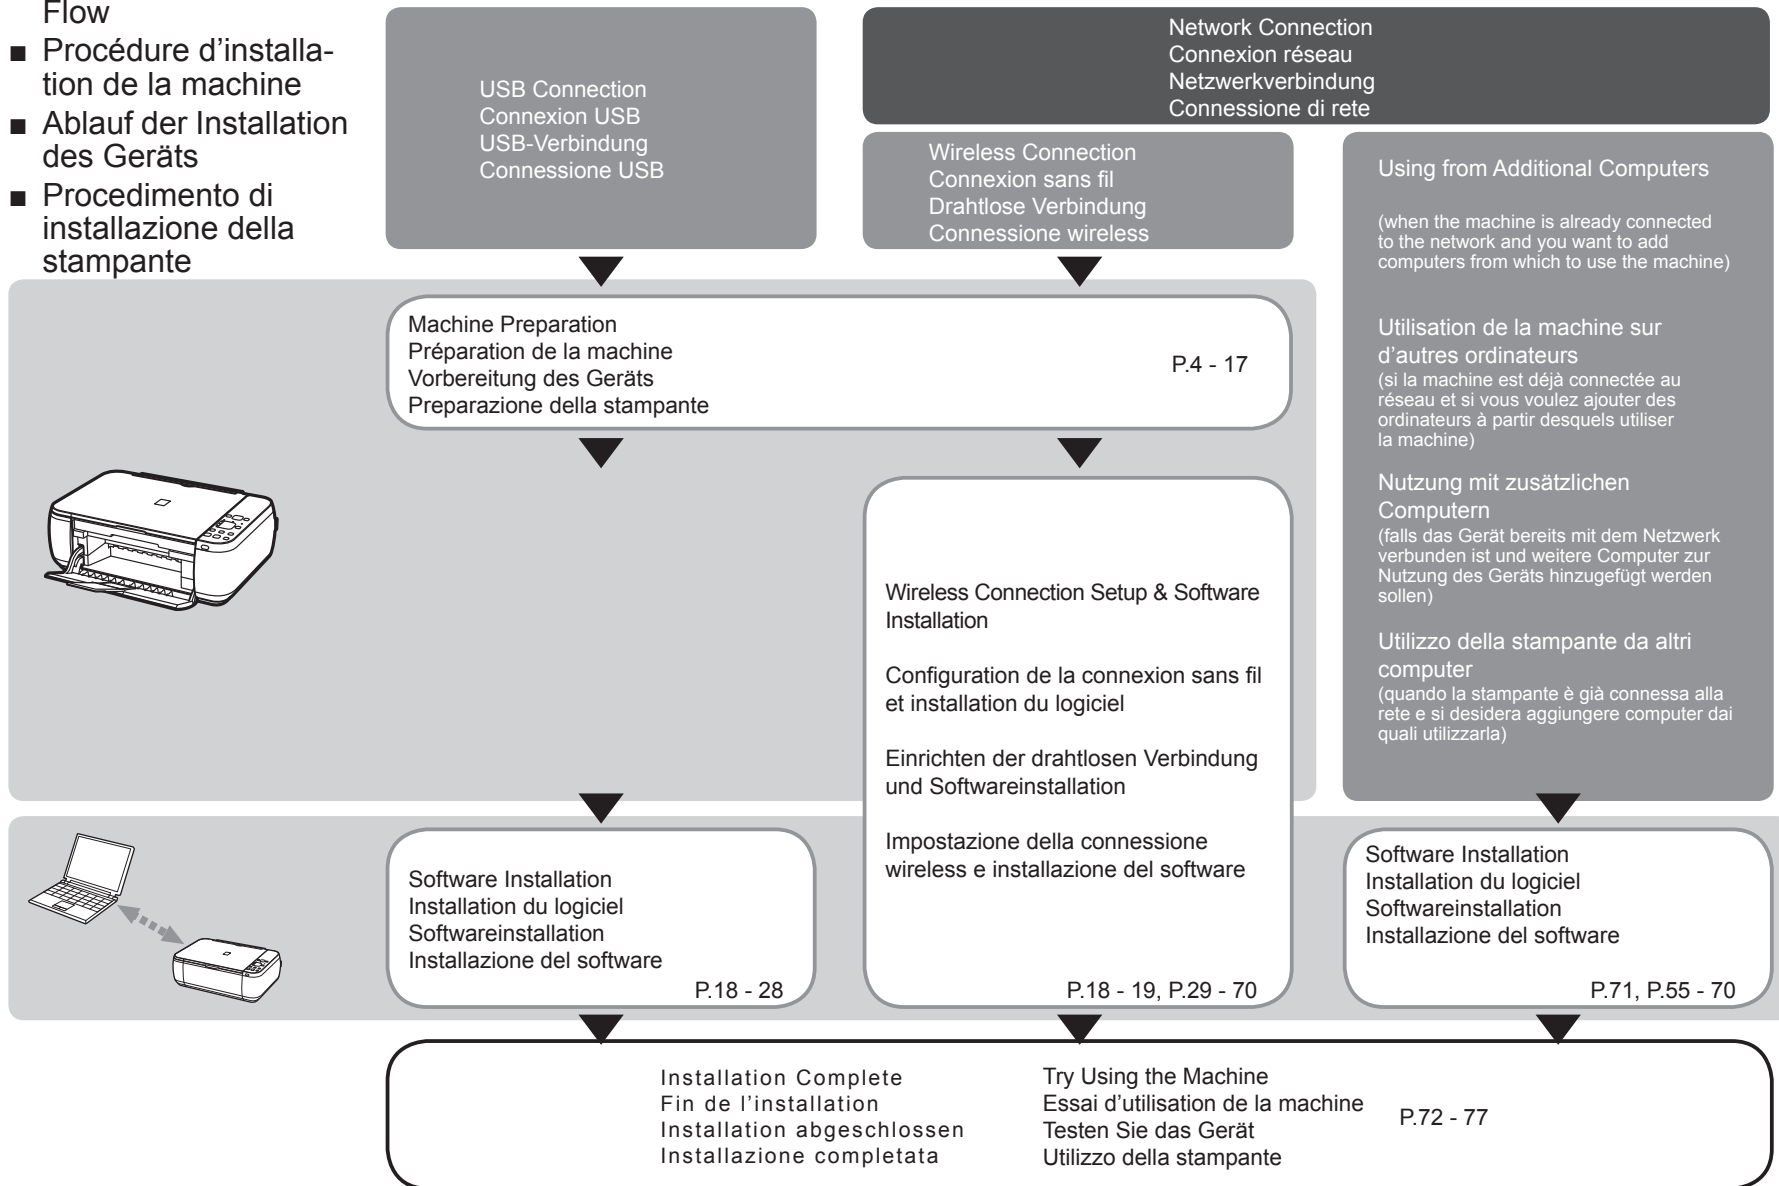 Flow
■ Procédure d’installa-
tion de la machine
■ Ablauf der Installation
des Geräts
■ Procedimento di
installazione della
stampante
USB Connection
Connexion USB
USB-Verbindung
Connessione USB
Network Connection
Connexion réseau
Netzwerkverbindung
Connessione di rete
Wireless Connection
Connexion sans fil
Drahtlose Verbindung
Connessione wireless
Using from Additional Computers
(when the machine is already connected
to the network and you want to add
computers from which to use the machine)
Utilisation de la machine sur
d’autres ordinateurs
(si la machine est déjà connectée au
réseau et si vous voulez ajouter des
ordinateurs à partir desquels utiliser
la machine)
Nutzung mit zusätzlichen
Computern
(falls das Gerät bereits mit dem Netzwerk
verbunden ist und weitere Computer zur
Nutzung des Geräts hinzugefügt werden
sollen)
Utilizzo della stampante da altri
computer
(quando la stampante è già connessa alla
rete e si desidera aggiungere computer dai
quali utilizzarla)
Machine Preparation
Préparation de la machine
Vorbereitung des Geräts
Preparazione della stampante
P.4 - 17
Wireless Connection Setup & Software
Installation
Configuration de la connexion sans fil
et installation du logiciel
Einrichten der drahtlosen Verbindung
und Softwareinstallation
Impostazione della connessione
wireless e installazione del software
P.18 - 19, P.29 - 70
Software Installation
Installation du logiciel
Softwareinstallation
Installazione del software
P.18 - 28
Software Installation
Installation du logiciel
Softwareinstallation
Installazione del software
P.71, P.55 - 70
Installation Complete
Fin de l’installation
Installation abgeschlossen
Installazione completata
Try Using the Machine
Essai d’utilisation de la machine
Testen Sie das Gerät
Utilizzo della stampante
P.72 - 77